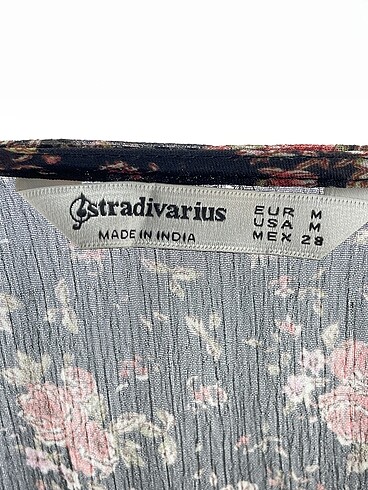 stradivarius
MADE IN INDIA
EUR M
USA M
MEX 28